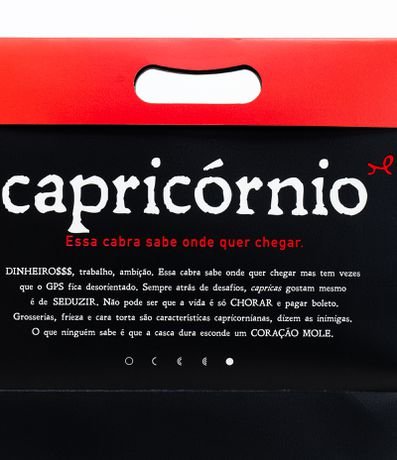 capricórnio
Essa cabra sabe onde quer chegar.
DINHEIRO$$$, trabalho, ambição. Essa cabra sabe onde quer chegar mas tem vezes
que o GPS fica desorientado. Sempre atrás de desafios, capricas gostam mesmo
é de SEDUZIR. Não pode ser que a vida é só CHORAR e pagar boleto.
Grosserias, frieza e cara torta são características capricornianas, dizem as inimigas.
O que ninguém sabe é que a casca dura esconde um CORAÇÃO MOLE.